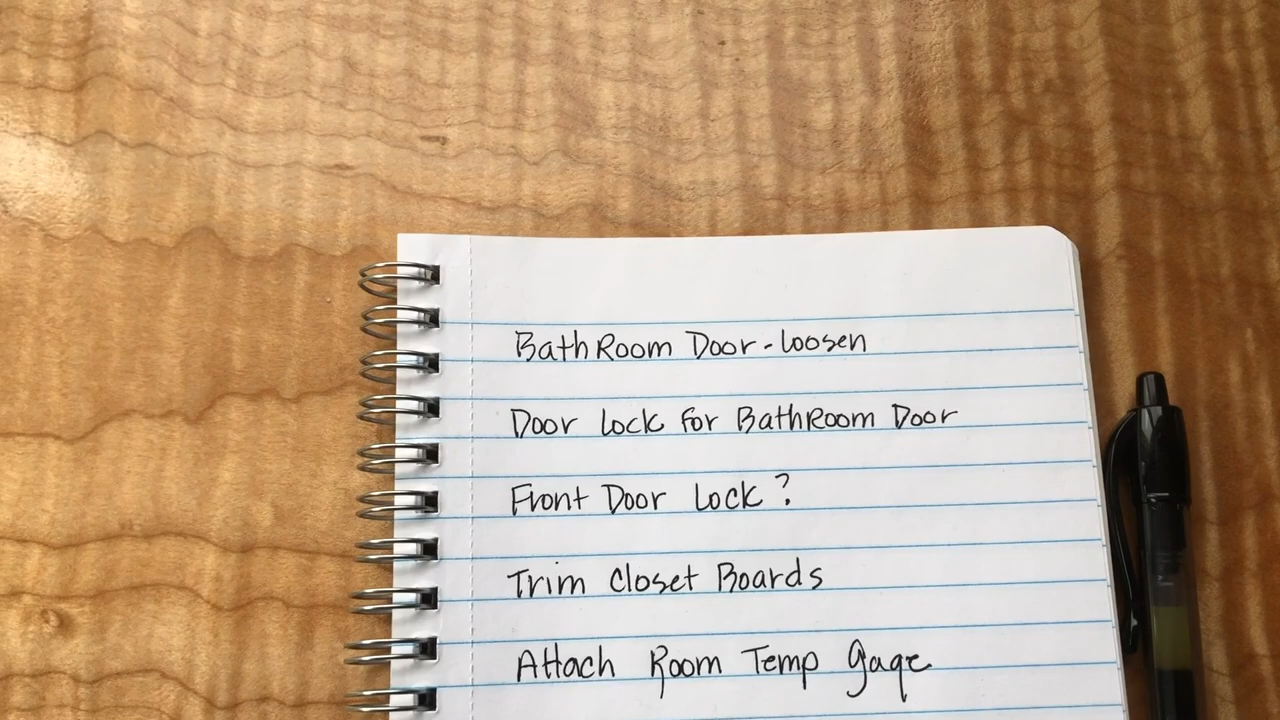 BathRoom Door - loosen
Door lock for BathRoom Door
Front Door Lock ?
Trim Closet Boards
Attach Room Temp Gage